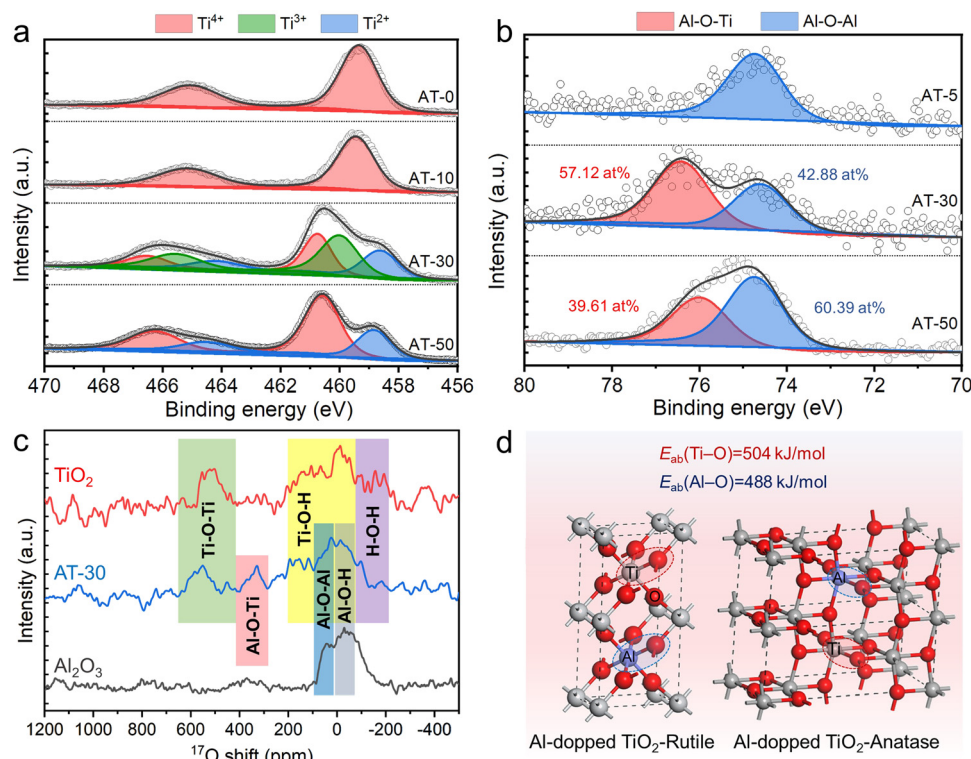 a
Ti4+ Ti3+ Ti2+
AT-0
AT-10
AT-30
AT-50
Intensity (a.u.)
470 468 466 464 462 460 458 456
Binding energy (eV)
b
Al-O-Ti Al-O-Al
AT-5
57.12 at% 42.88 at%
AT-30
39.61 at% 60.39 at%
AT-50
Intensity (a.u.)
80 78 76 74 72 70
Binding energy (eV)
c
TiO2
AT-30
Al2O3
Ti-O-Ti
Al-O-Ti
Ti-O-H
Al-O-Al
Al-O-H
H-O-H
Intensity (a.u.)
1200 1000 800 600 400 200 0 -200 -400
17O shift (ppm)
d
Eab(Ti–O)=504 kJ/mol
Eab(Al–O)=488 kJ/mol
Ti
O
Al
Al
Ti
Al-dopped TiO2-Rutile
Al-dopped TiO2-Anatase